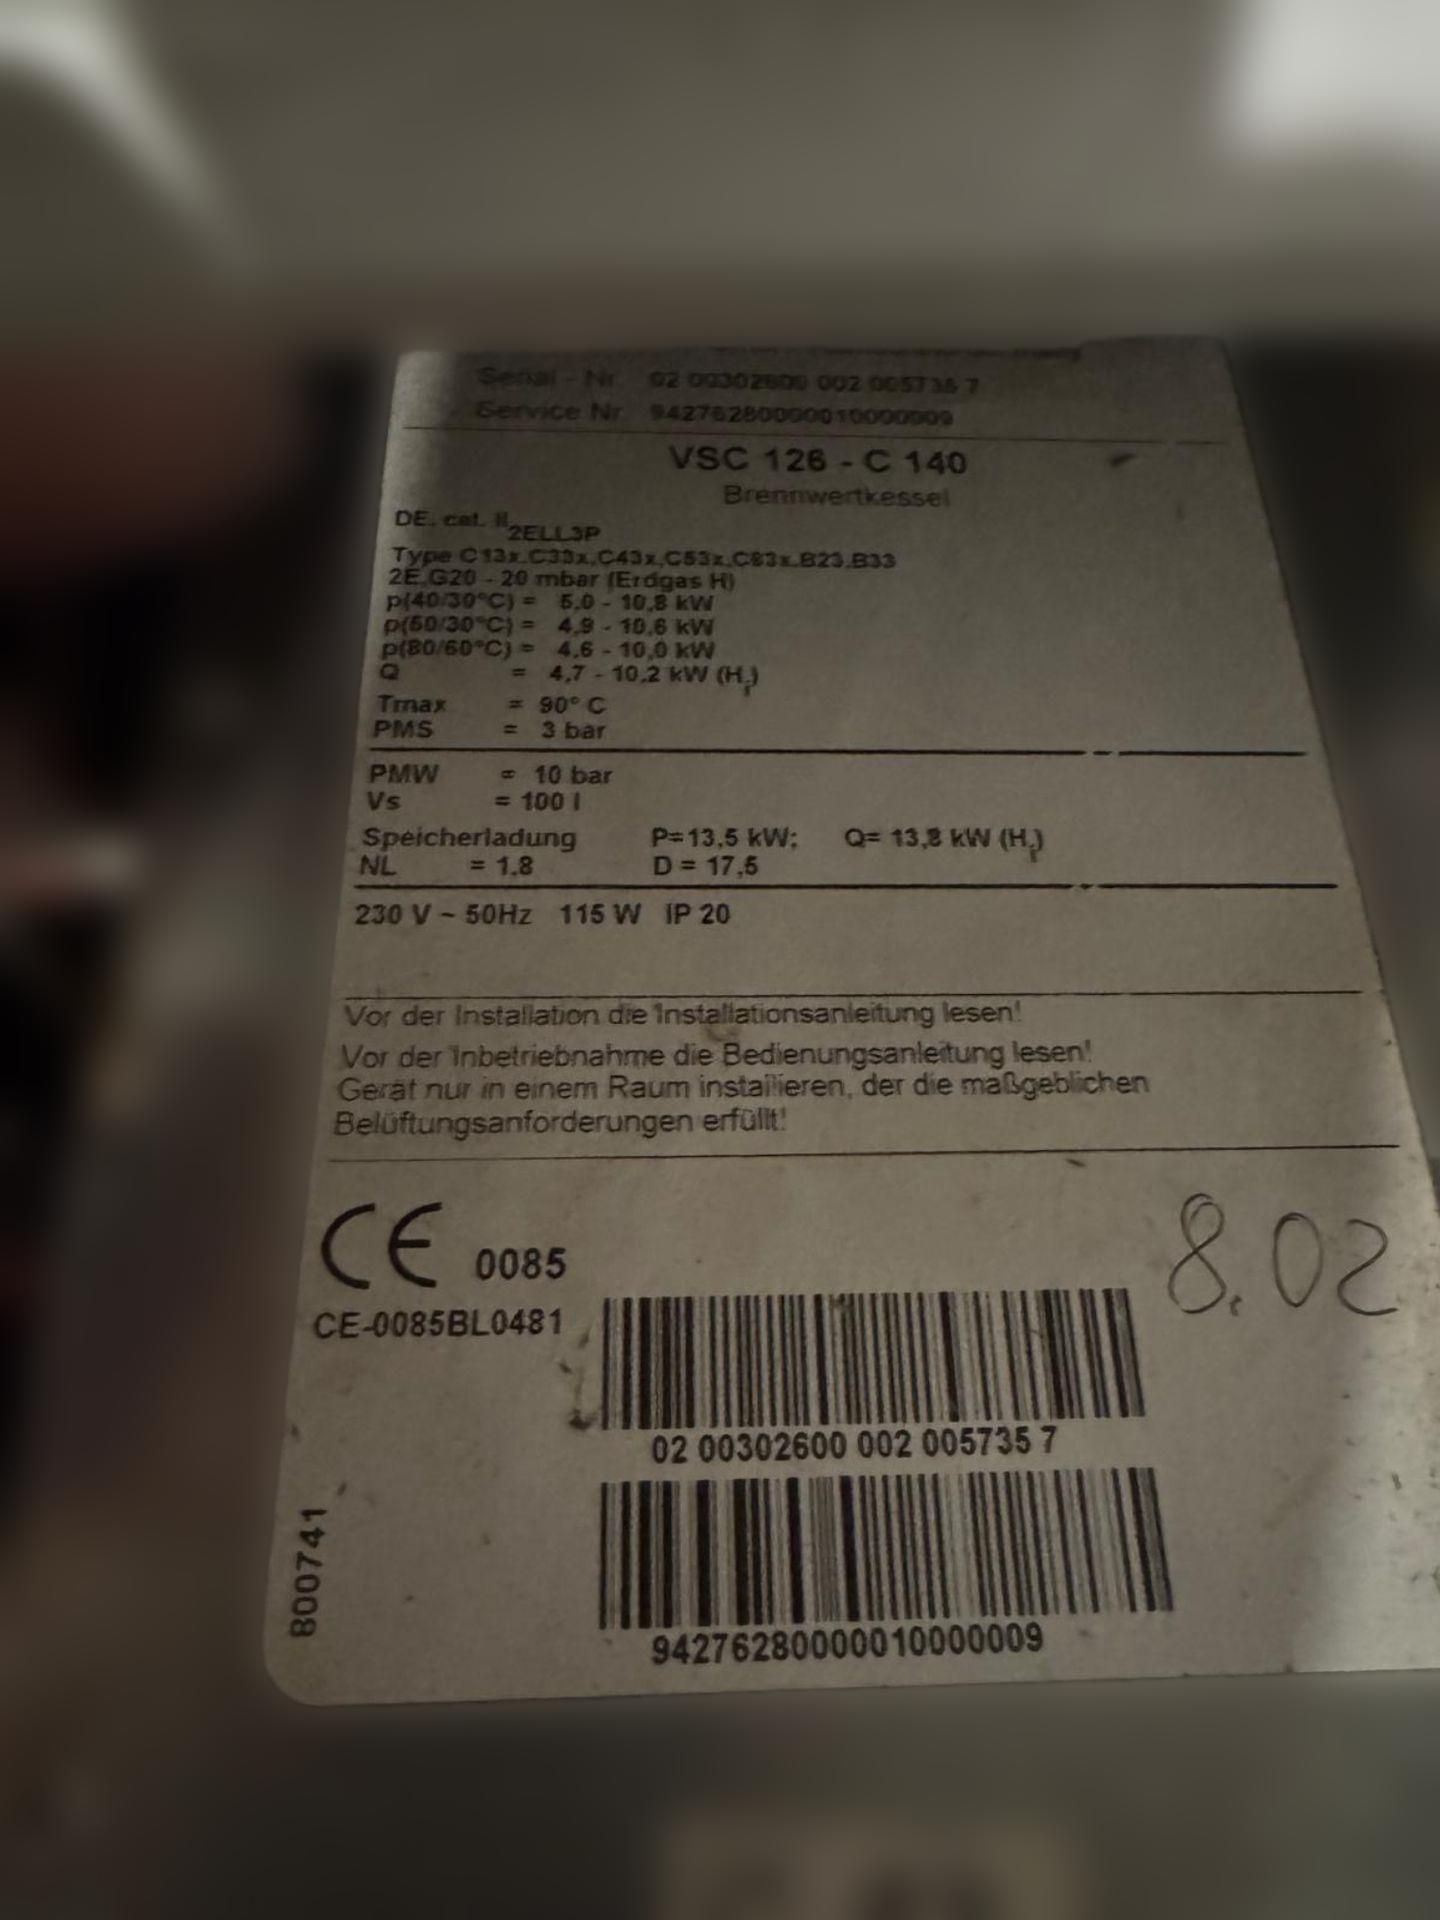 Serial - Nr. 02 00302600 002 005735 7
Service Nr. 94276280000010000009
VSC 126 - C 140
Brennwertkessel
DE, cat. II 2ELL3P
Type C13x,C33x,C43x,C53x,C83x,B23,B33
2E,G20 - 20 mbar (Erdgas H)
p(40/30°C) = 5,0 - 10,8 kW
p(50/30°C) = 4,9 - 10,6 kW
p(80/60°C) = 4,6 - 10,0 kW
Q = 4,7 - 10,2 kW (Hi)
Tmax = 90° C
PMS = 3 bar
PMW = 10 bar
Vs = 100 l
Speicherladung P=13,5 kW; Q= 13,8 kW (Hi)
NL = 1.8 D = 17,5
230 V ~ 50Hz 115 W IP 20
Vor der Installation die Installationsanleitung lesen!
Vor der Inbetriebnahme die Bedienungsanleitung lesen!
Gerät nur in einem Raum installieren, der die maßgeblichen
Belüftungsanforderungen erfüllt!
CE 0085
8.02
CE-0085BL0481
02 00302600 002 005735 7
94276280000010000009
800741